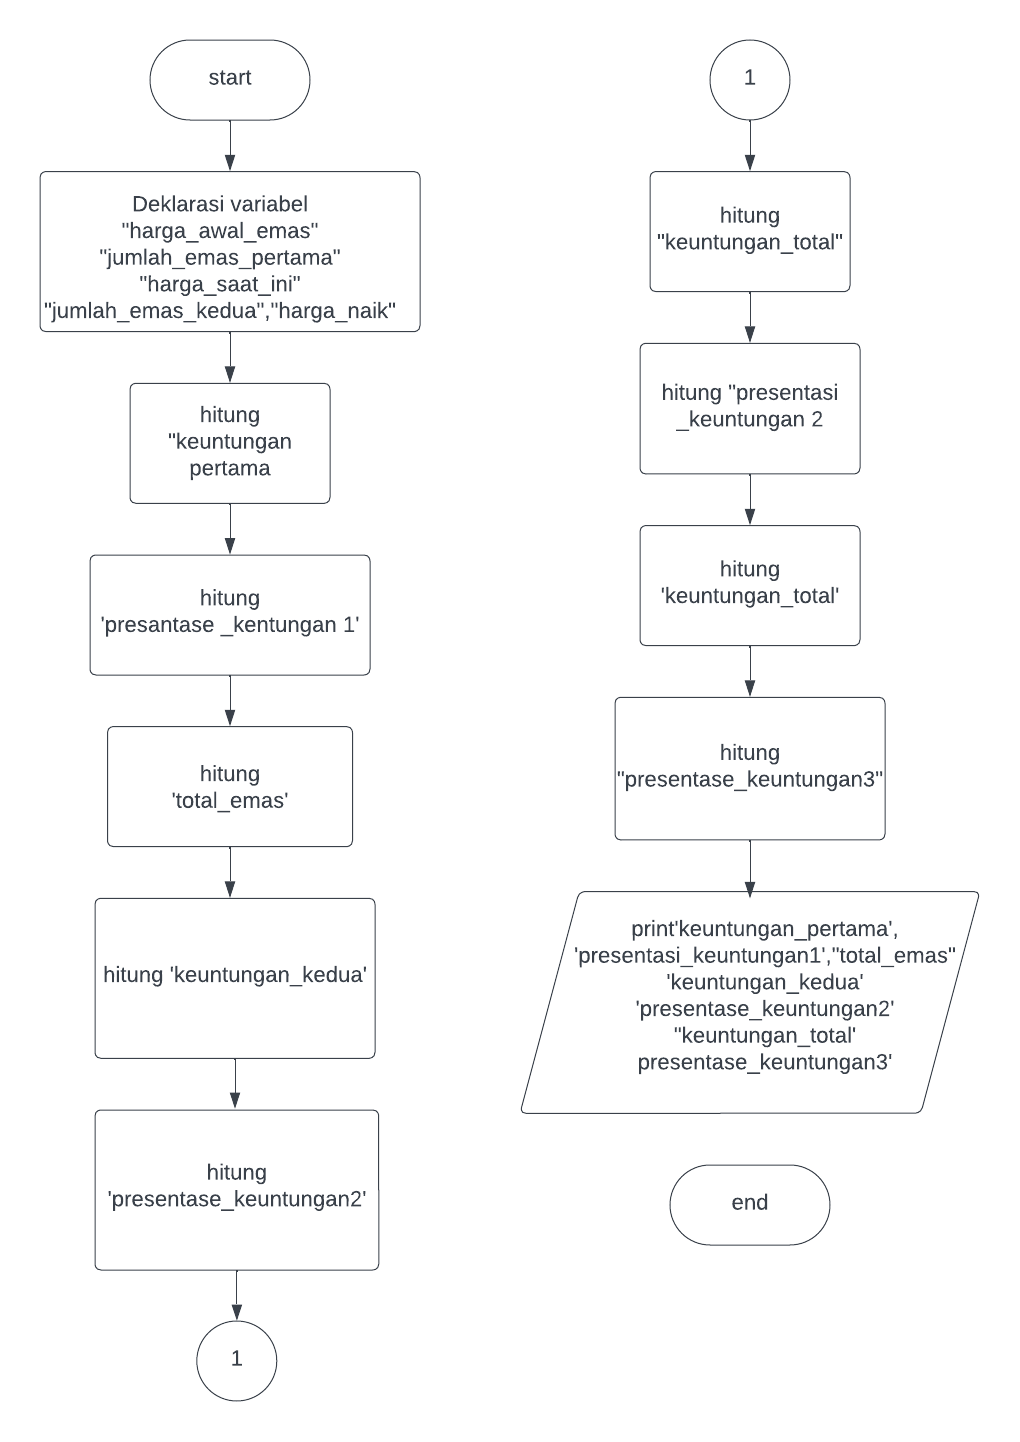 start
Deklarasi variabel
"harga_awal_emas"
"jumlah_emas_pertama"
"harga_saat_ini"
"jumlah_emas_kedua","harga_naik"
hitung
"keuntungan
pertama
hitung
'presantase _kentungan 1'
hitung
'total_emas'
hitung 'keuntungan_kedua'
hitung
'presentase_keuntungan2'
1
1
hitung
"keuntungan_total"
hitung "presentasi
_keuntungan 2
hitung
'keuntungan_total'
hitung
"presentase_keuntungan3"
print'keuntungan_pertama',
'presentasi_keuntungan1',"total_emas"
'keuntungan_kedua'
'presentase_keuntungan2'
"keuntungan_total'
presentase_keuntungan3'
end